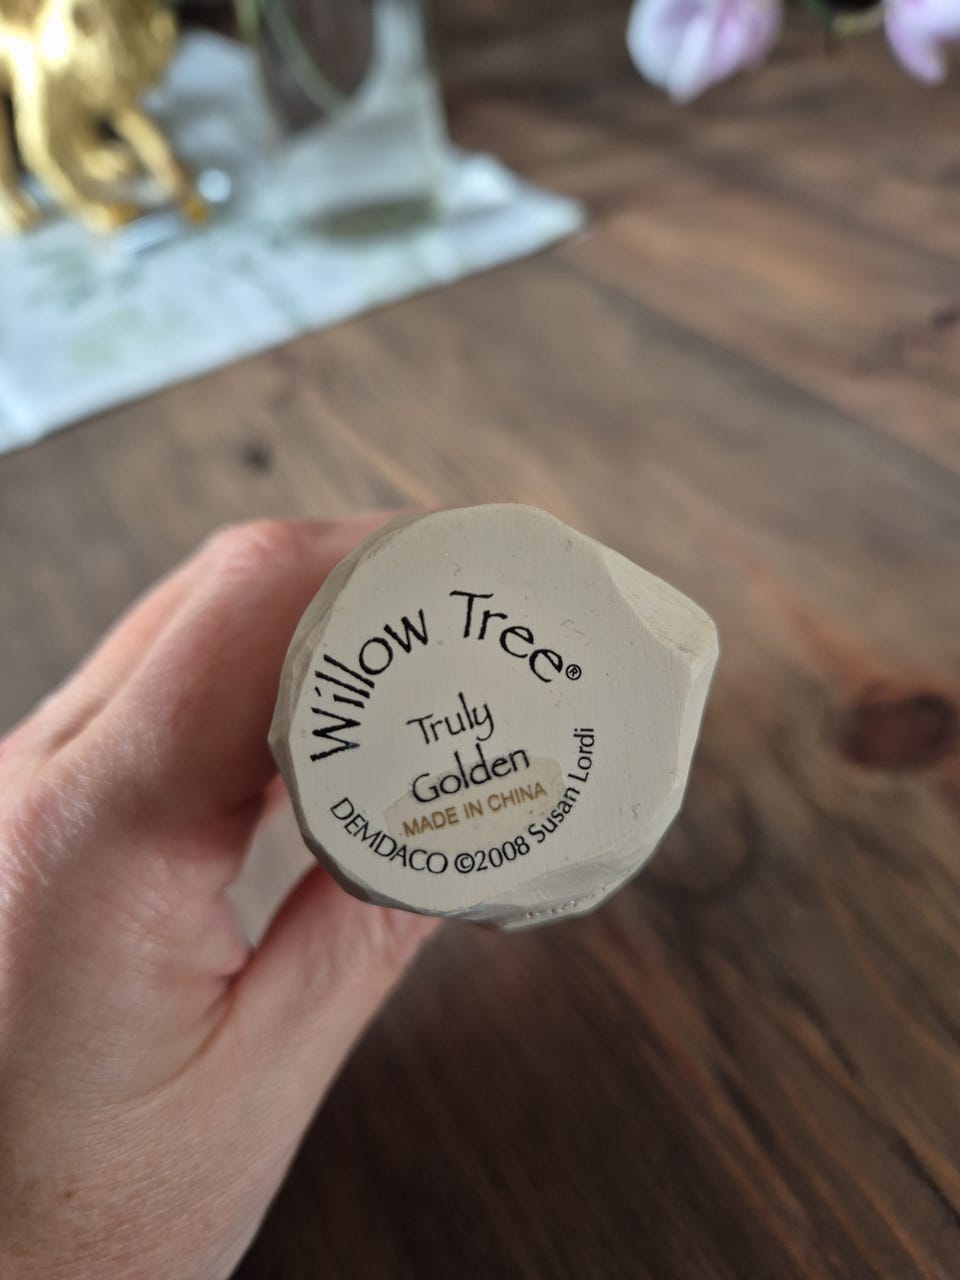 Willow Tree®
Truly
Golden
MADE IN CHINA
DEMDACO ©2008 Susan Lordi